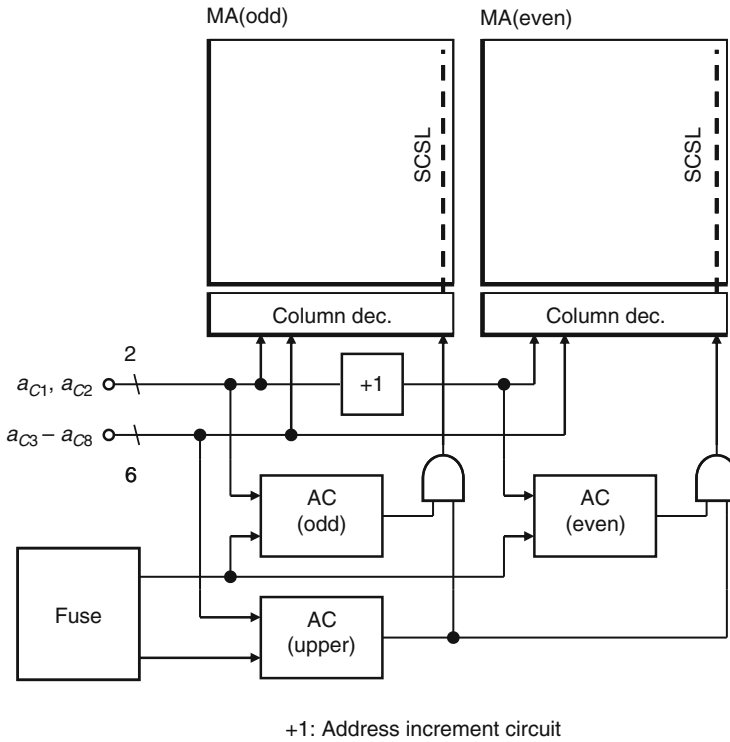 MA(odd)
MA(even)
SCSL
SCSL
Column dec.
Column dec.
2
aC1, aC2
+1
aC3 – aC8
6
AC
(odd)
AC
(even)
Fuse
AC
(upper)
+1: Address increment circuit